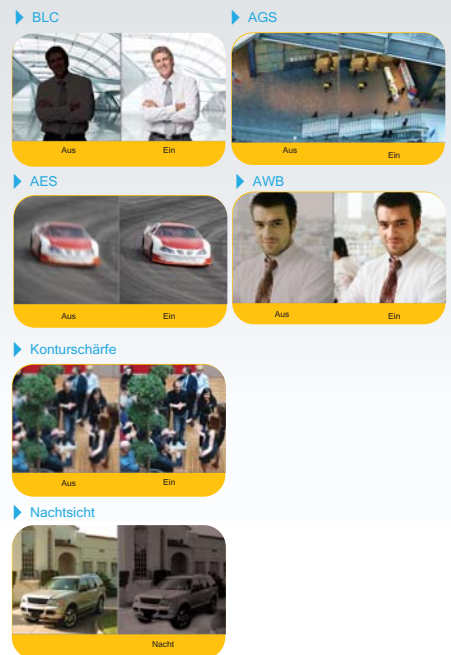 BLC
AGS
Aus
Ein
Aus
Ein
AES
AWB
Aus
Ein
Aus
Ein
Konturschärfe
Aus
Ein
Nachtsicht
Nacht